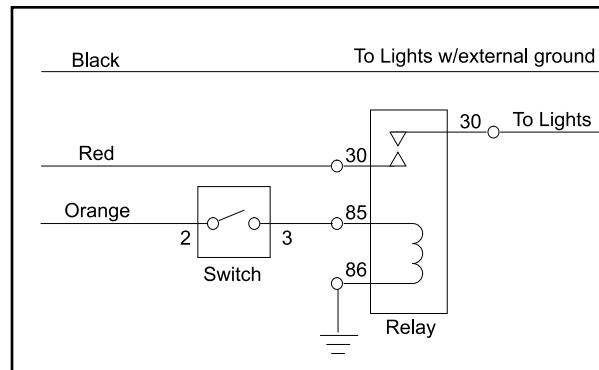 Black
To Lights w/external ground
30
To Lights
Red
30
Orange
85
2
3
Switch
86
Relay